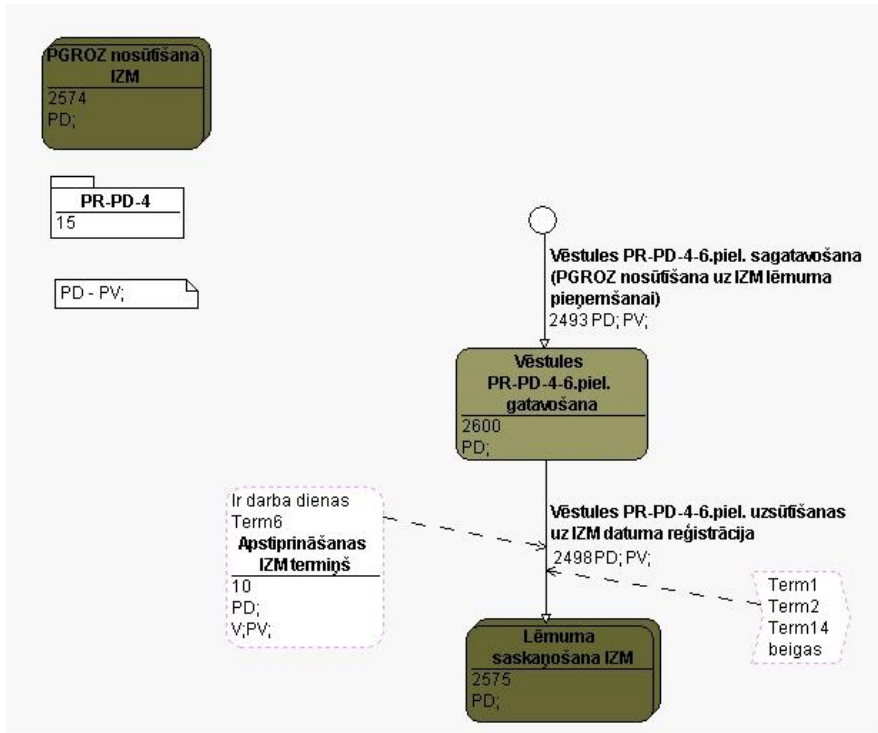 PGROZ nosūtīšana
IZM
2574
PD;
PR-PD-4
15
PD - PV;
Vēstules PR-PD-4-6.piel. sagatavošana
(PGROZ nosūtīšana uz IZM lēmuma
pieņemšanai)
2493 PD; PV;
Vēstules
PR-PD-4-6.piel.
gatavošana
2600
PD;
Ir darba dienas
Term6
Apstiprināšanas
IZM termiņš
10
PD;
V;PV;
Vēstules PR-PD-4-6.piel. uzsūtīšanas
uz IZM datuma reģistrācija
2498 PD; PV;
Term1
Term2
Term14
beigas
Lēmuma
saskaņošana IZM
2575
PD;